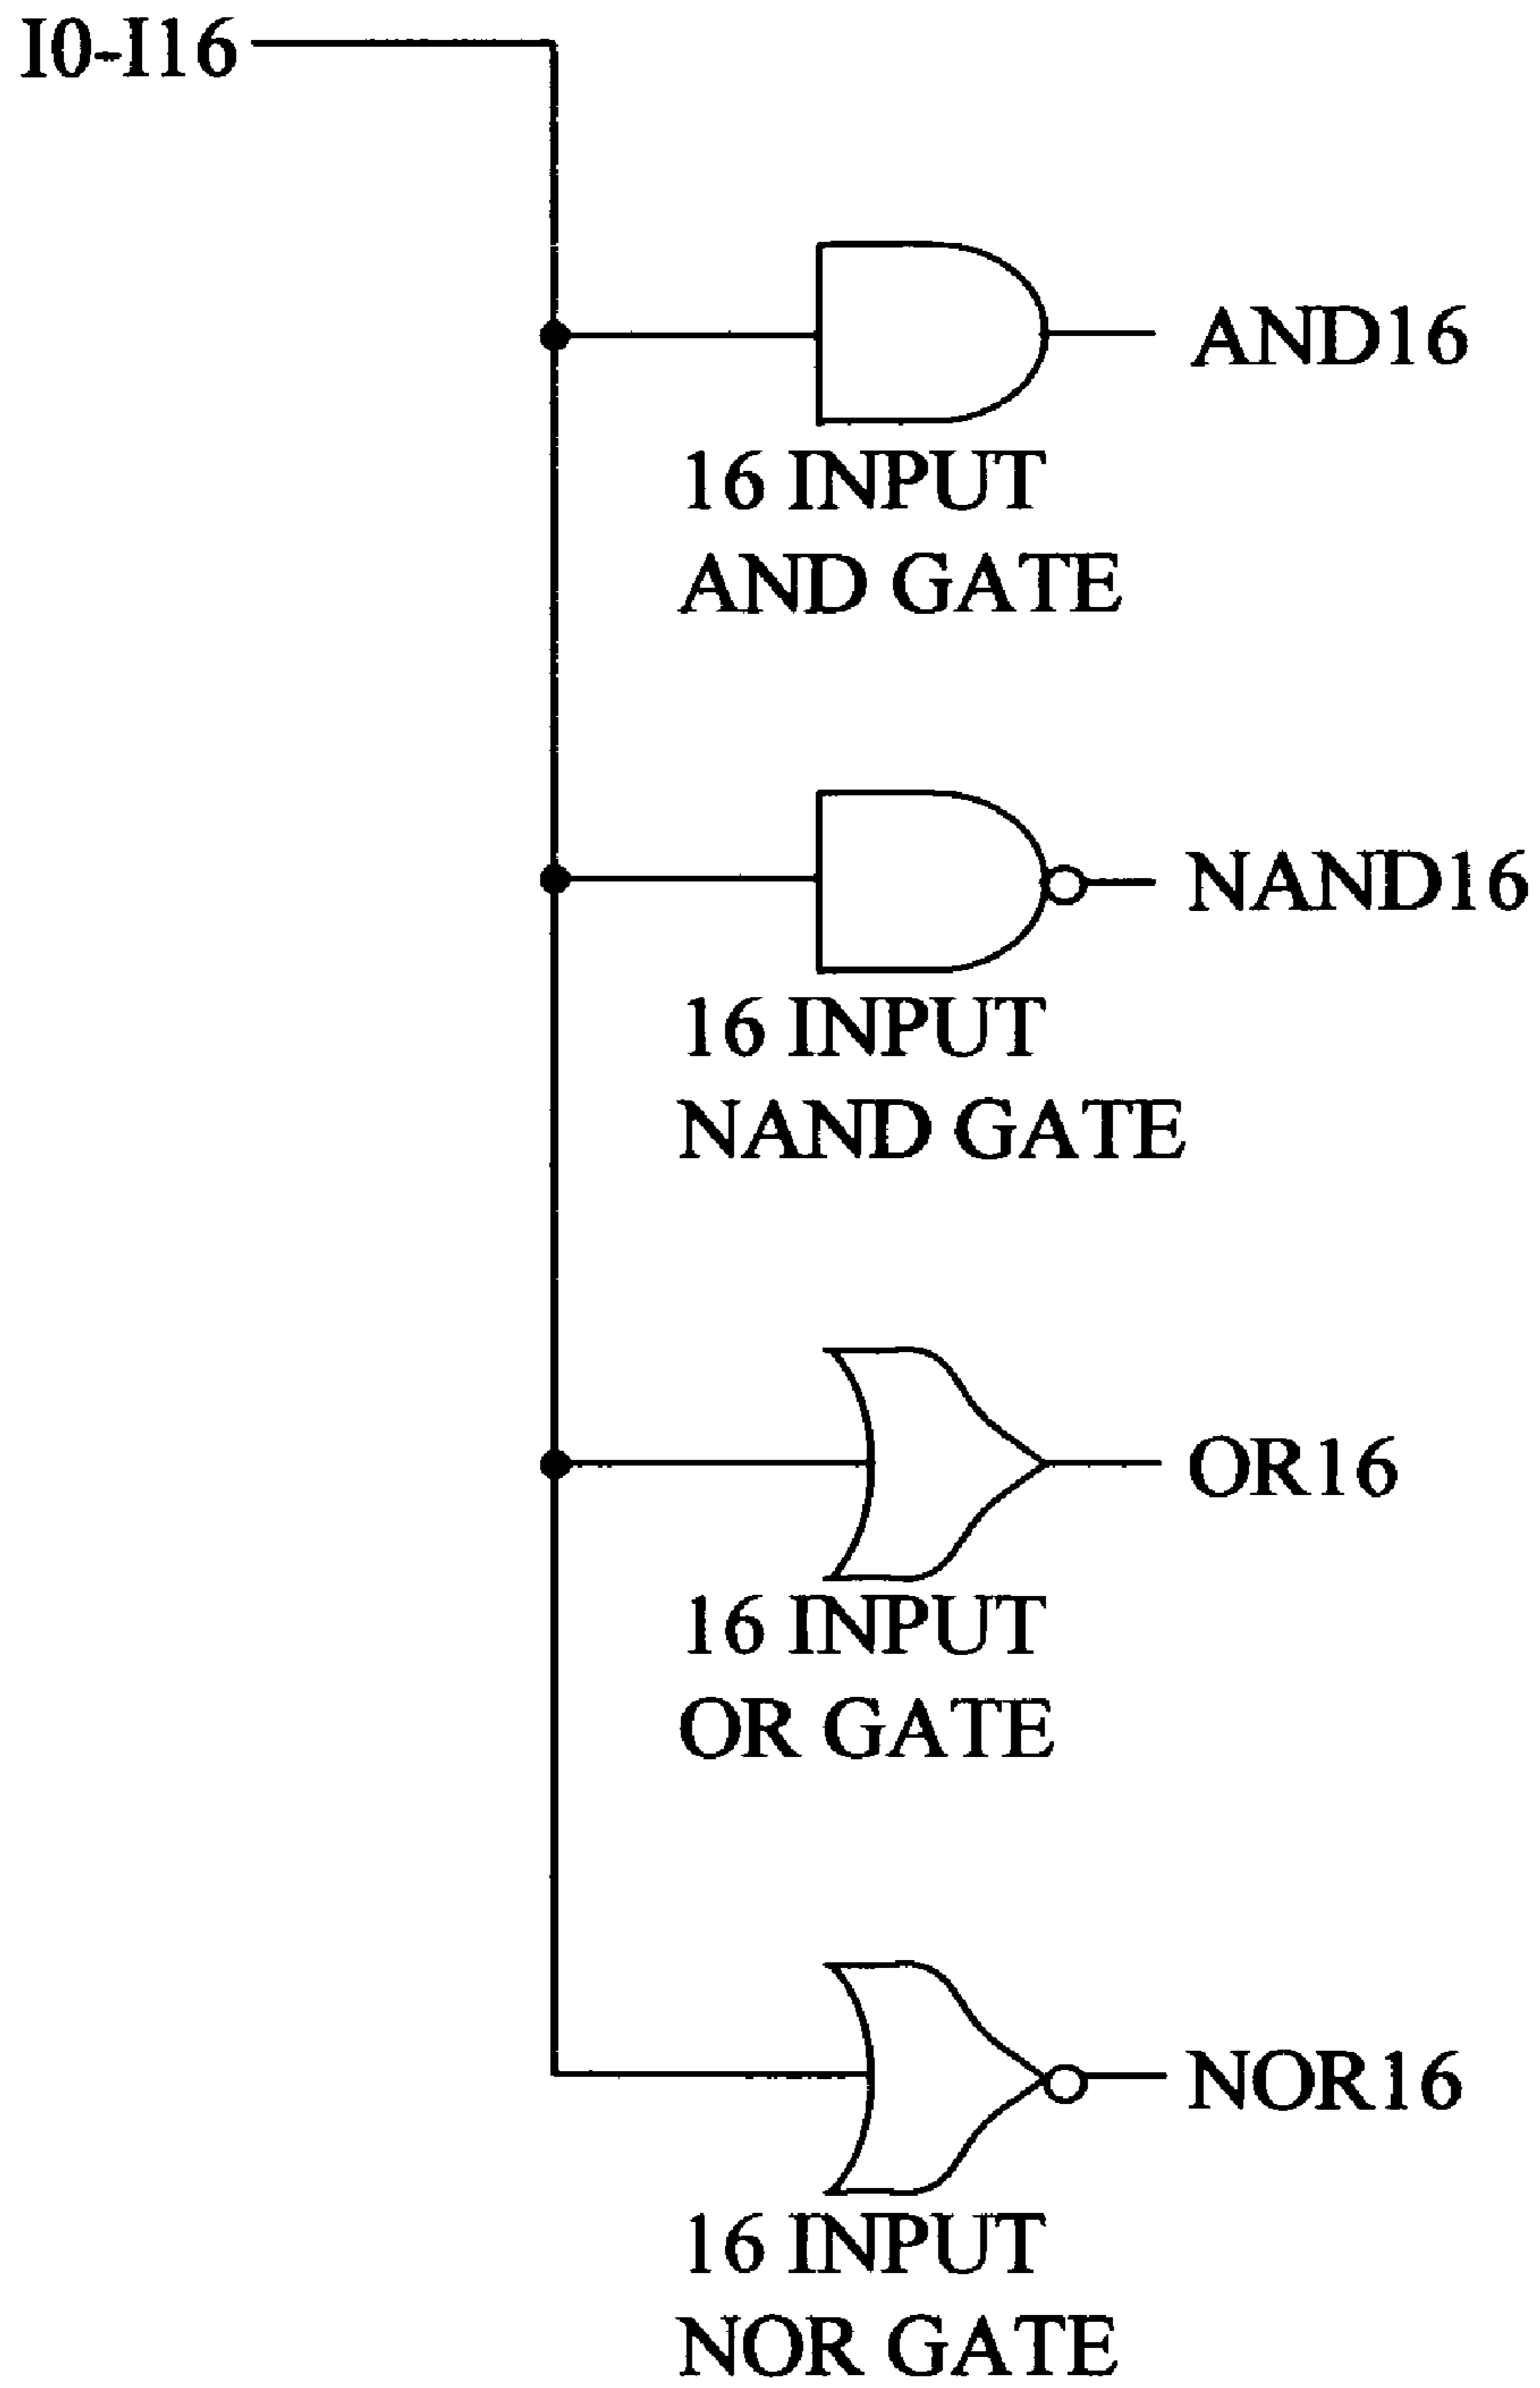 I0-I16
AND16
16 INPUT
AND GATE
NAND16
16 INPUT
NAND GATE
OR16
16 INPUT
OR GATE
NOR16
16 INPUT
NOR GATE